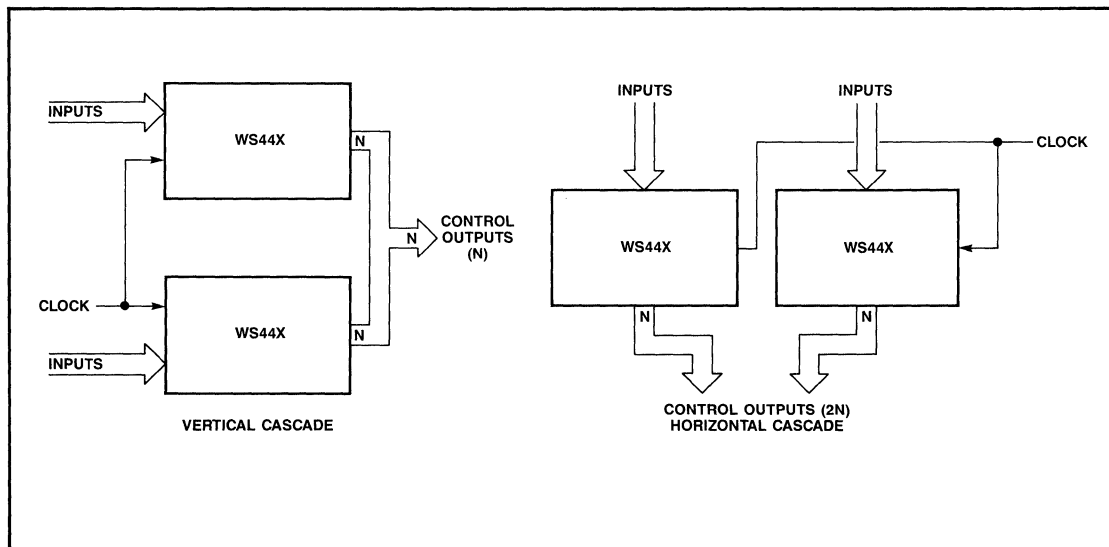 INPUTS
WS44X
N
CONTROL
OUTPUTS
(N)
N
CLOCK
WS44X
N
INPUTS
VERTICAL CASCADE
INPUTS
INPUTS
CLOCK
WS44X
WS44X
N
N
CONTROL OUTPUTS (2N)
HORIZONTAL CASCADE